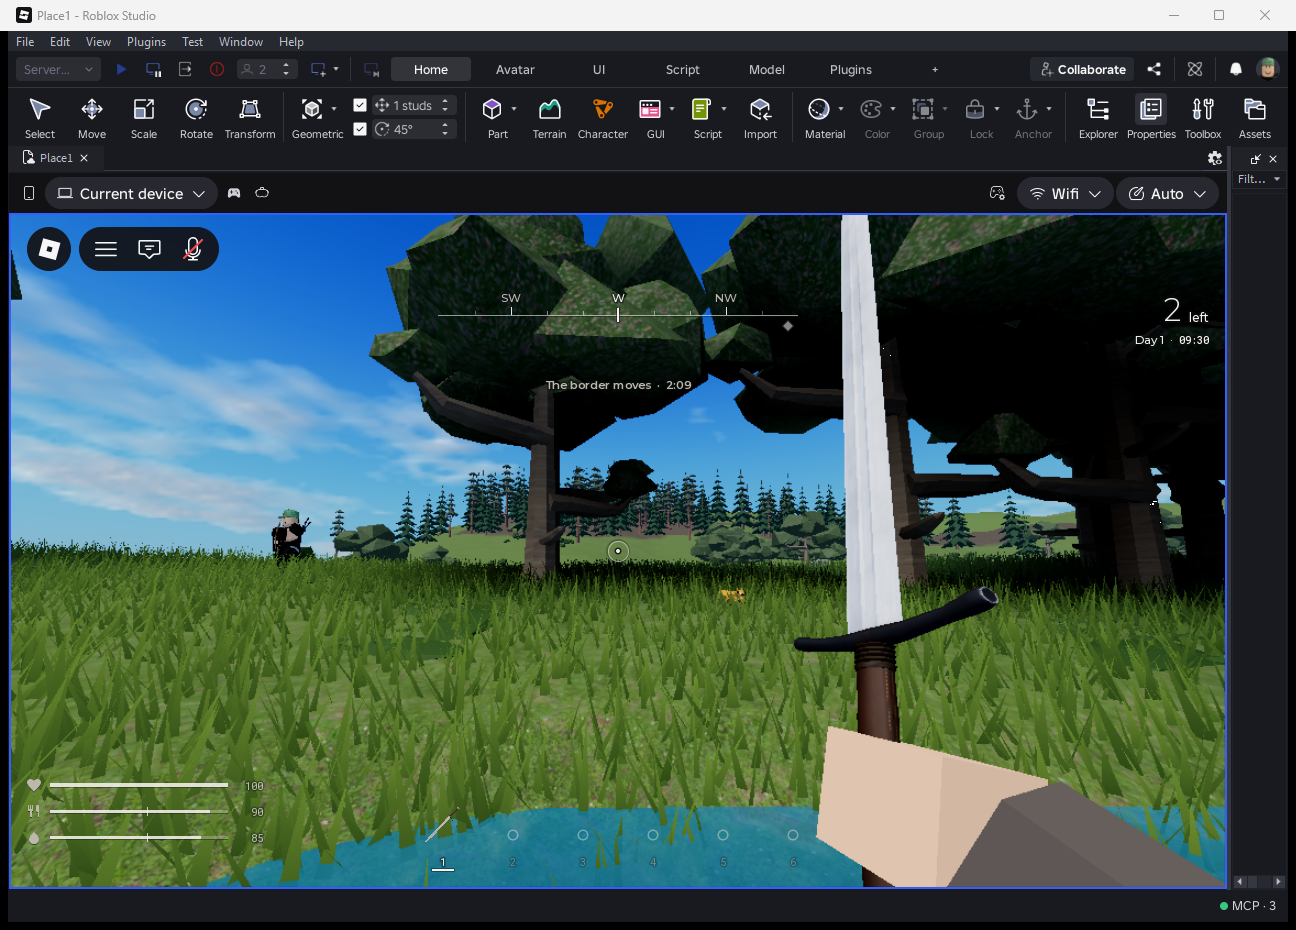 Place1 - Roblox Studio
File Edit View Plugins Test Window Help
Server... 2 Home Avatar UI Script Model Plugins + Collaborate
1 studs
45°
Select Move Scale Rotate Transform Geometric Part Terrain Character GUI Script Import Material Color Group Lock Anchor Explorer Properties Toolbox Assets
Place1
Filt...
Current device Wifi Auto
SW W NW
2 left
Day 1 · 09:30
The border moves · 2:09
100
90
85
1 2 3 4 5 6
MCP · 3